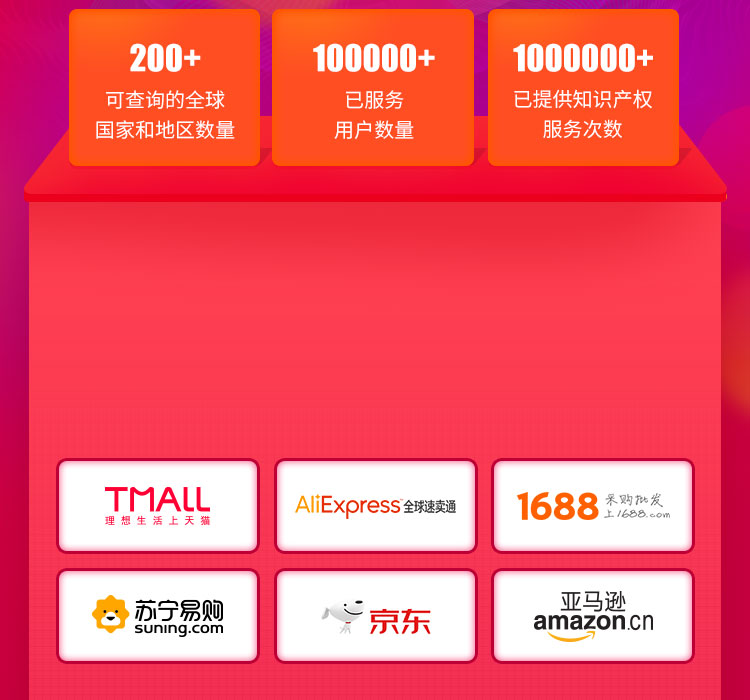 200+
可查询的全球
国家和地区数量
100000+
已服务
用户数量
1000000+
已提供知识产权
服务次数
TMALL
理想生活上天猫
AliExpress™ 全球速卖通
1688 采购批发
上1688.com
苏宁易购
suning.com
京东
亚马逊
amazon.cn